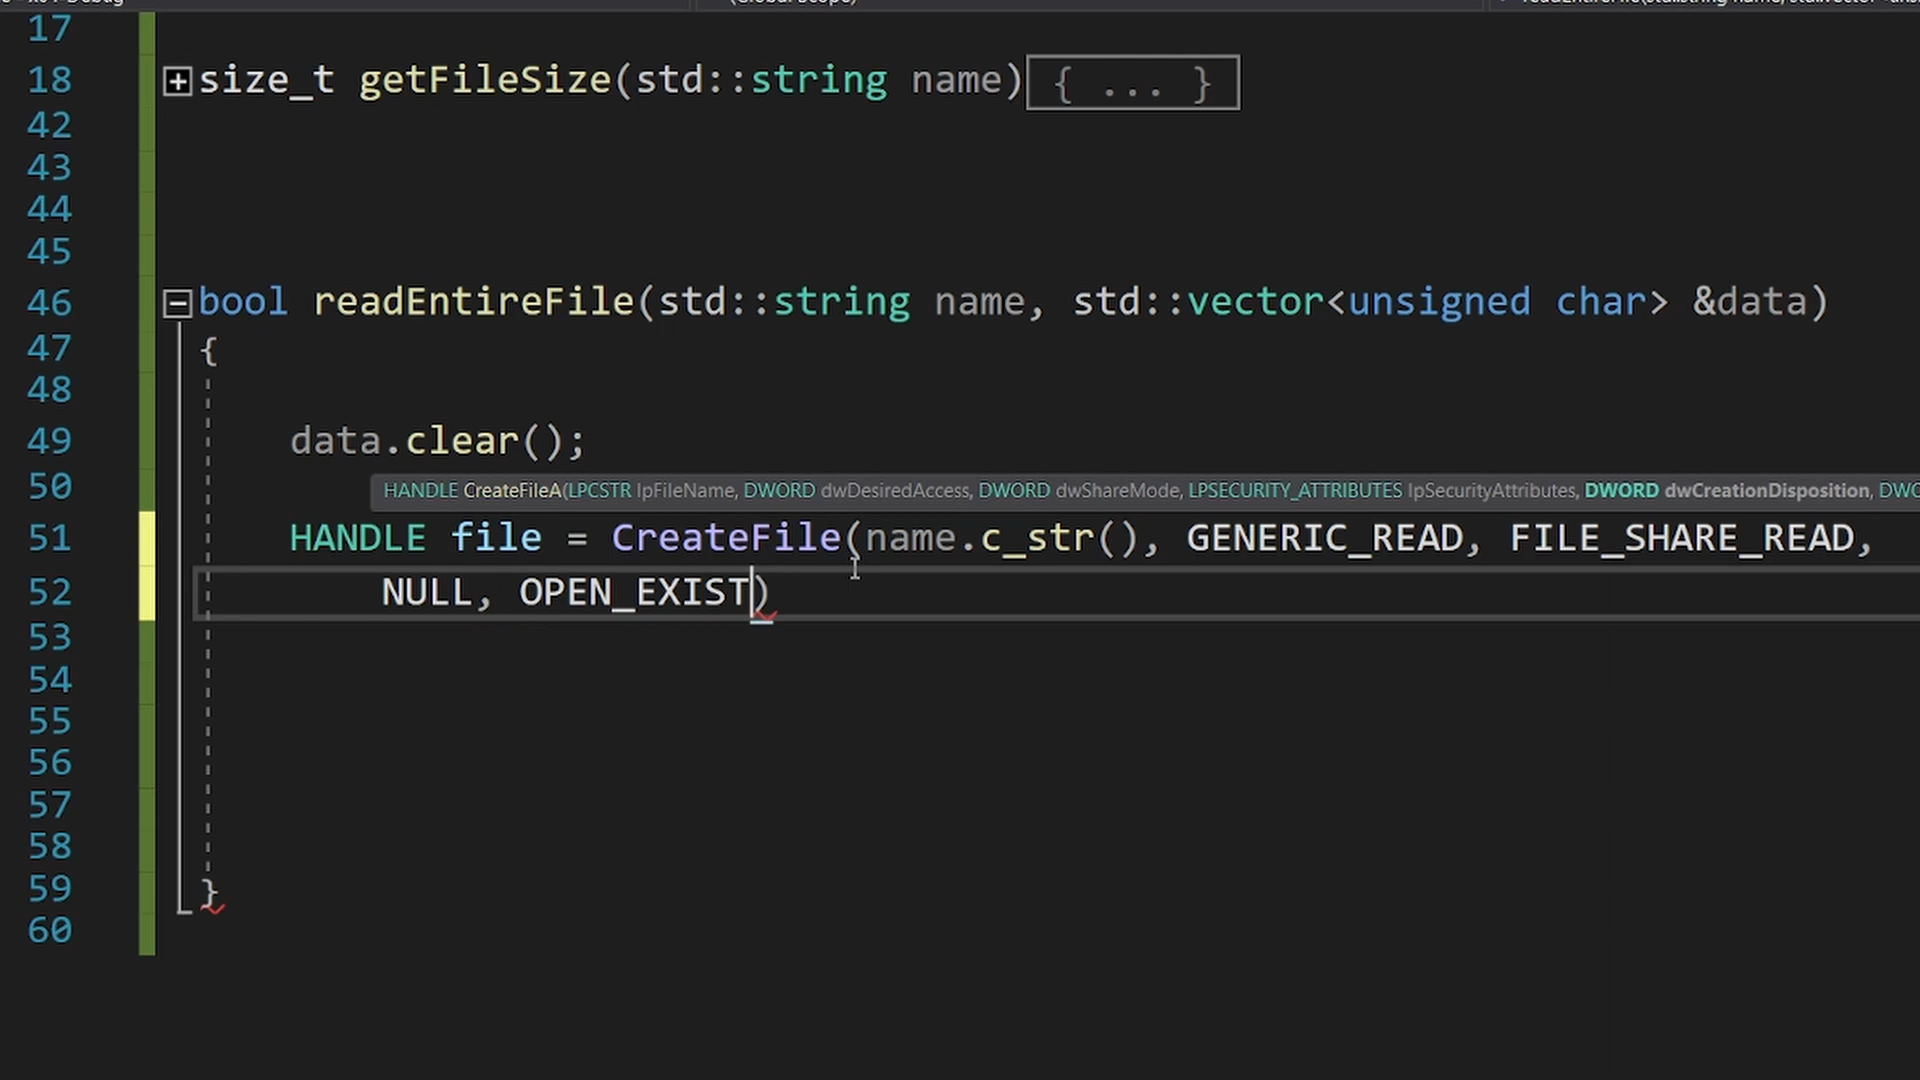 17
18 size_t getFileSize(std::string name){ ... }
42
43
44
45
46 bool readEntireFile(std::string name, std::vector<unsigned char> &data)
47 {
48
49 data.clear();
50 HANDLE CreateFileA(LPCSTR lpFileName, DWORD dwDesiredAccess, DWORD dwShareMode, LPSECURITY_ATTRIBUTES lpSecurityAttributes, DWORD dwCreationDisposition, DWO
51 HANDLE file = CreateFile(name.c_str(), GENERIC_READ, FILE_SHARE_READ,
52 NULL, OPEN_EXIST)
53
54
55
56
57
58
59 }
60